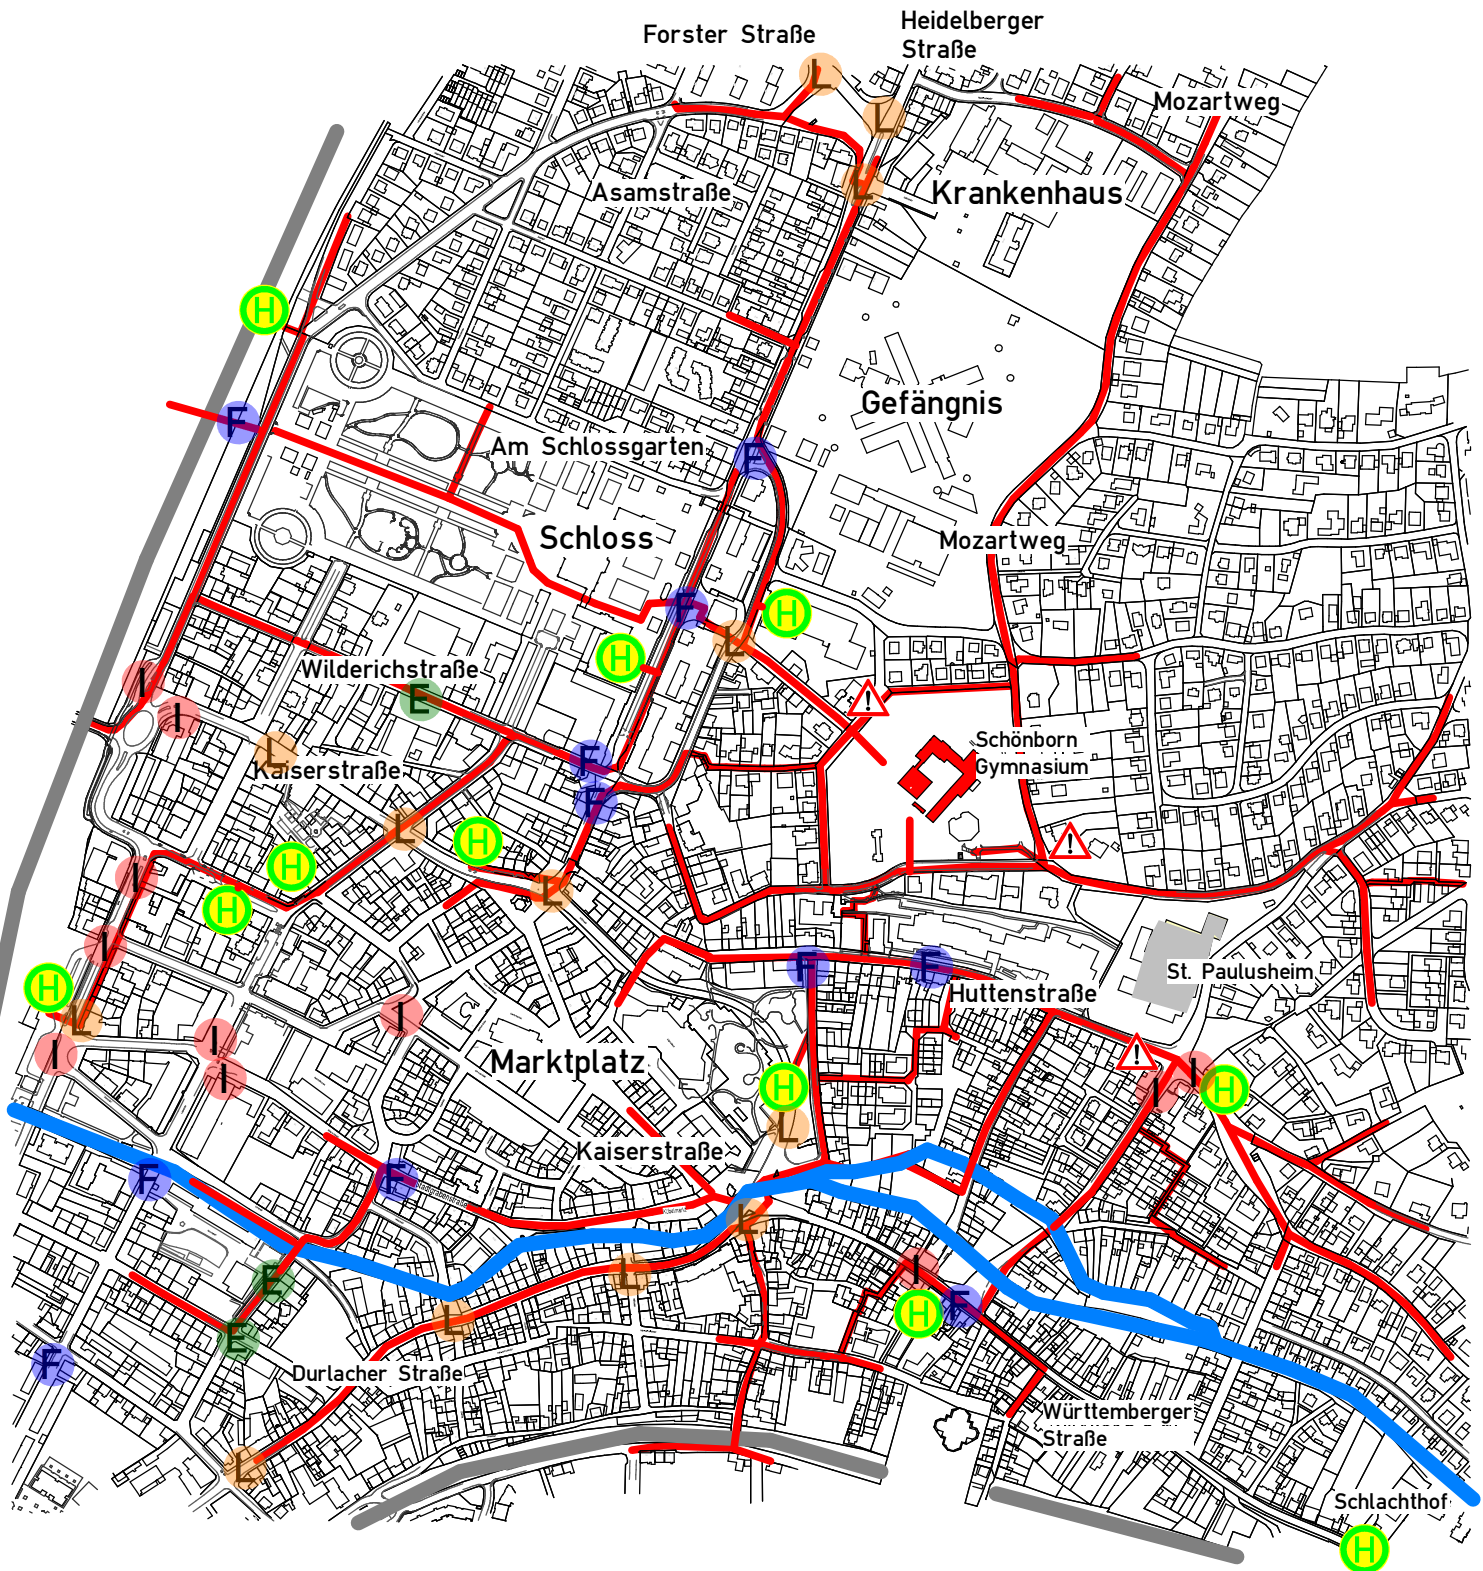 Heidelberger
Straße
Forster Straße
L
L
Mozartweg
L
Asamstraße
Krankenhaus
H
Gefängnis
F
Am Schlossgarten
F
Schloss
Mozartweg
F
H
L
H
Wilderichstraße
I
E
!
I
L
Schönborn
Gymnasium
Kaiserstraße
F
F
L
H
!
H
I
L
H
I
F
F
St. Paulusheim
H
Huttenstraße
L
I
I
I
!
Marktplatz
I
I
H
I
H
L
Kaiserstraße
F
F
L
I
L
E
F
H
L
E
F
Durlacher Straße
Württemberger
Straße
L
Schlachthof
H